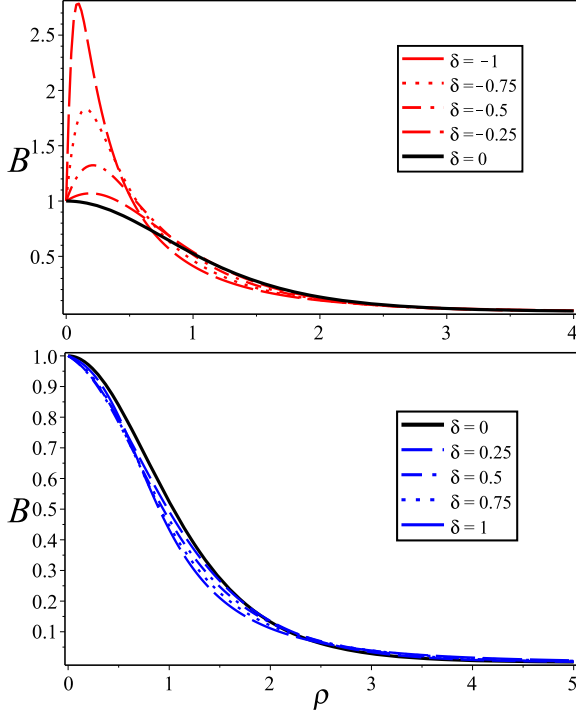 2.5
2
1.5
B
1
0.5
0
1
2
3
4
δ = −1
δ = −0.75
δ = −0.5
δ = −0.25
δ = 0
1.0
0.9
0.8
0.7
0.6
0.5
B
0.4
0.3
0.2
0.1
0
1
2
3
4
5
ρ
δ = 0
δ = 0.25
δ = 0.5
δ = 0.75
δ = 1